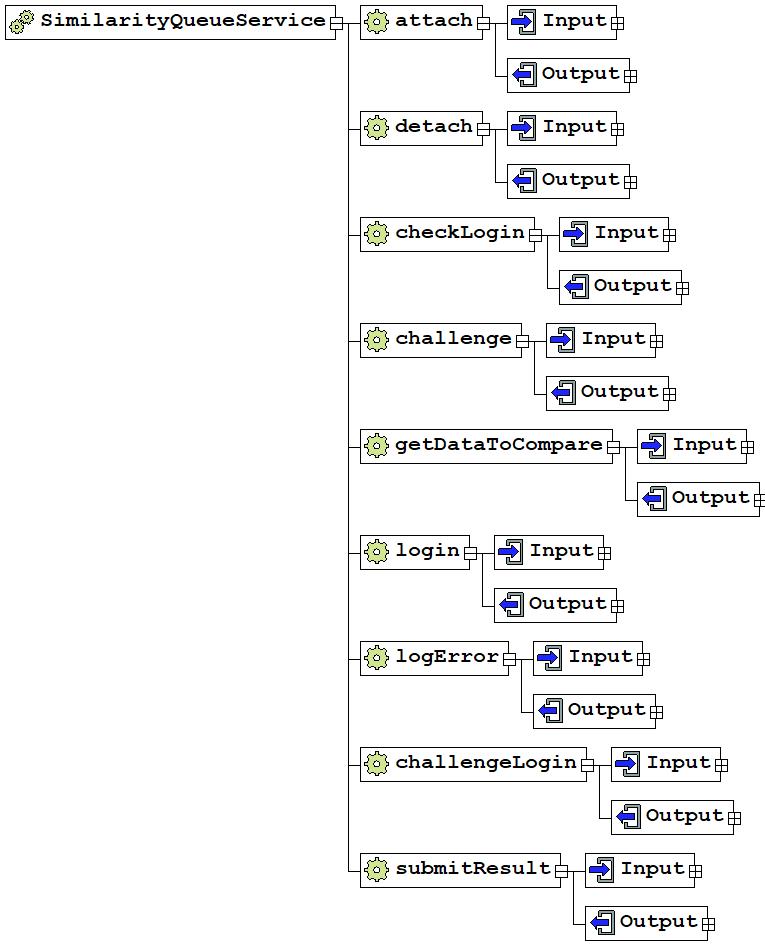 SimilarityQueueService
attach
Input
Output
detach
Input
Output
checkLogin
Input
Output
challenge
Input
Output
getDataToCompare
Input
Output
login
Input
Output
logError
Input
Output
challengeLogin
Input
Output
submitResult
Input
Output